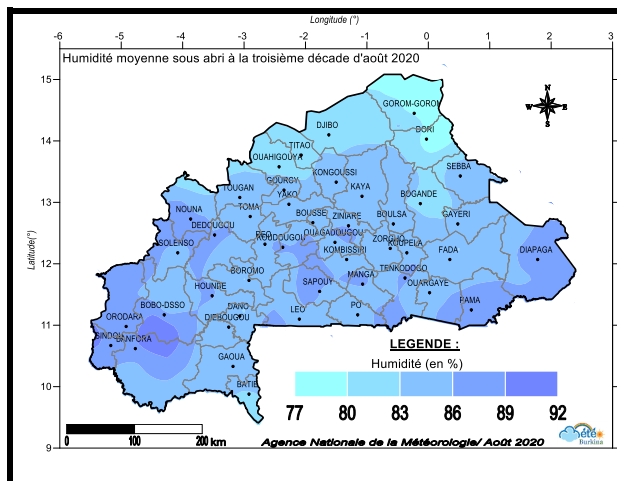 Longitude (°)
-6 -5 -4 -3 -2 -1 0 1 2 3
Humidité moyenne sous abri à la troisième décade d'août 2020
15
GOROM-GOROM
W N E
S
14
DJIBO
DORI
TITAO
OUAHIGOUYA
SEBBA
KONGOUSSI
GOURCY
KAYA
13
TOUGAN
YAKO
BOGANDE
NOUNA
TOMA
BOUSSE
ZINIARE
BOULSA
GAYERI
DEDOUGOU
REO
KOUDOUGOU
OUAGADOUGOU
ZORGHO
KOUPELA
SOLENSO
KOMBISSIRI
FADA
DIAPAGA
Latitude(°)
12
BOROMO
MANGA
TENKODOGO
HOUNDE
SAPOUY
OUARGAYE
BOBO-DSSO
DANO
LEO
PO
PAMA
ORODARA
DIEBOUGOU
11
SINDOU
BANFORA
LEGENDE :
GAOUA
Humidité (en %)
10
BATIE
77 80 83 86 89 92
0 100 200 km
Agence Nationale de la Météorologie/ Août 2020
météo
Burkina
9